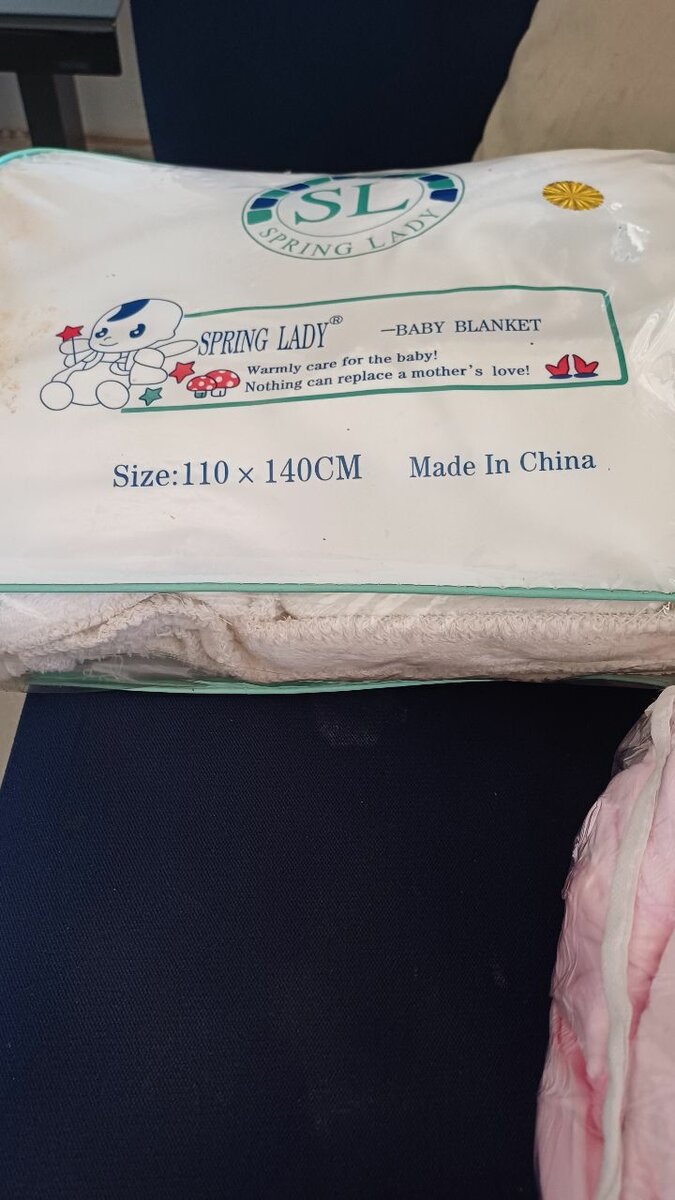 SL
SPRING LADY
SPRING LADY® —BABY BLANKET
Warmly care for the baby!
Nothing can replace a mother's love!
Size:110 × 140CM Made In China